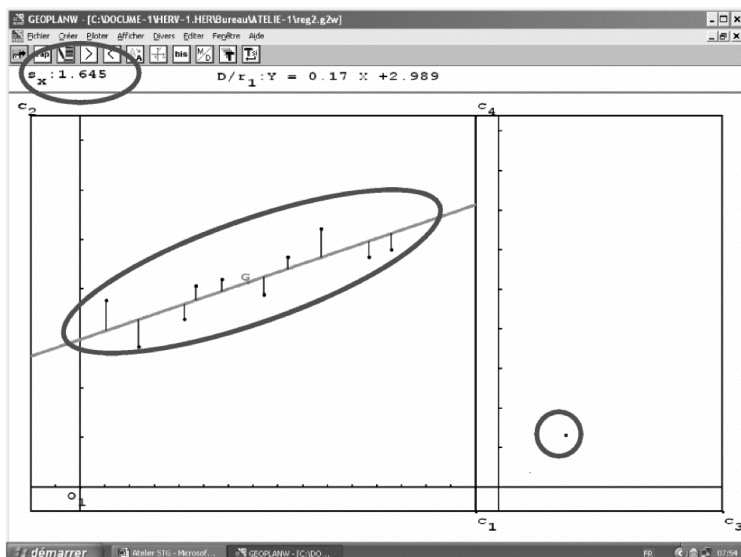 GEOPLANW - [C:\DOCUME~1\HERV~1.HER\Bureau\ATELIE~1\reg2.g2w]
Fichier Créer Piloter Afficher Divers Editer Fenêtre Aide
bis M/D
sx:1.645 D/r1:Y = 0.17 X +2.989
c2 c4
G
o1
c1 c3
démarrer Atelier STG - Microsof... GEOPLANW - [C:\DO... FR 07:54